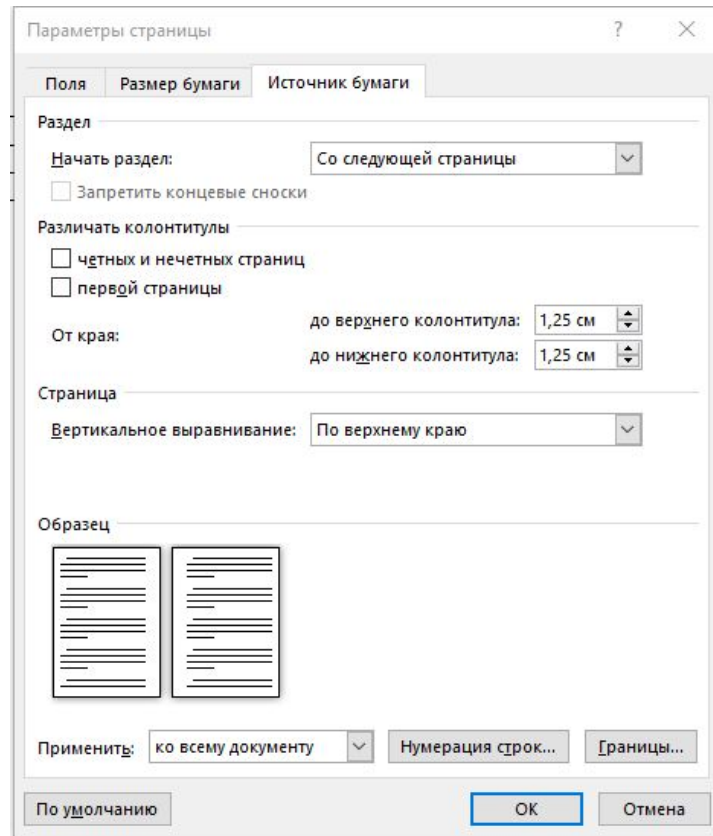 Параметры страницы ?
Поля Размер бумаги Источник бумаги
Раздел
Начать раздел: Со следующей страницы
Запретить концевые сноски
Различать колонтитулы
четных и нечетных страниц
первой страницы
От края:
до верхнего колонтитула: 1,25 см
до нижнего колонтитула: 1,25 см
Страница
Вертикальное выравнивание: По верхнему краю
Образец
Применить: ко всему документу Нумерация строк... Границы...
По умолчанию ОК Отмена